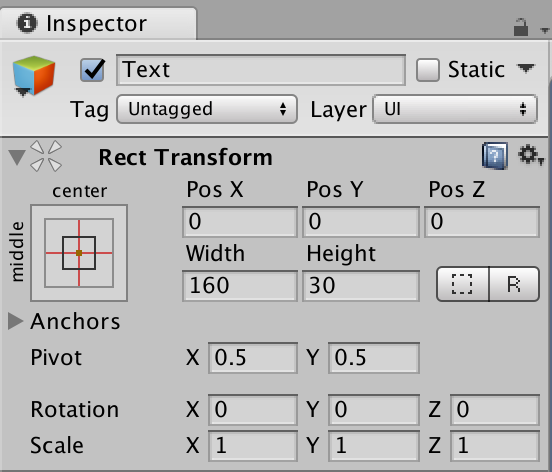 Inspector
Text Static
Tag Untagged Layer UI
Rect Transform
center Pos X Pos Y Pos Z
0 0 0
middle Width Height
160 30 R
Anchors
Pivot X 0.5 Y 0.5
Rotation X 0 Y 0 Z 0
Scale X 1 Y 1 Z 1